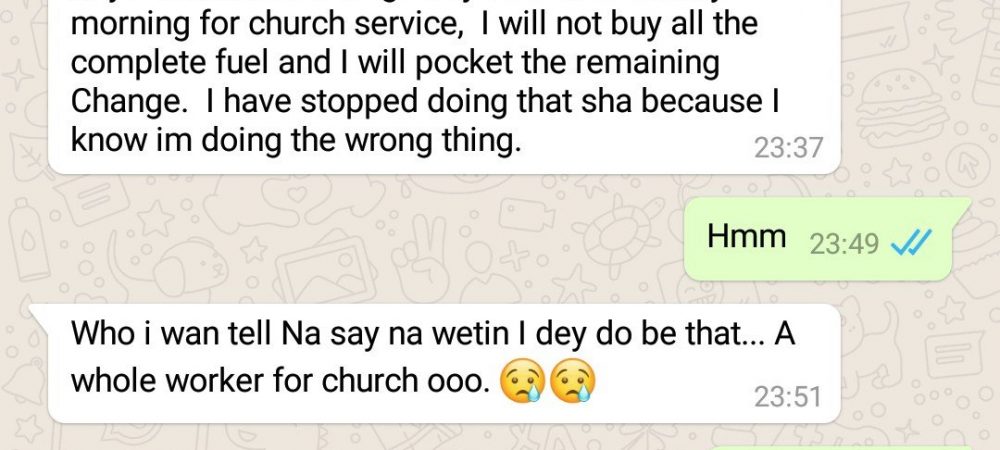 morning for church service, I will not buy all the
complete fuel and I will pocket the remaining
Change. I have stopped doing that sha because I
know im doing the wrong thing.
23:37
Hmm 23:49
Who i wan tell Na say na wetin I dey do be that... A
whole worker for church ooo. 😢😢
23:51